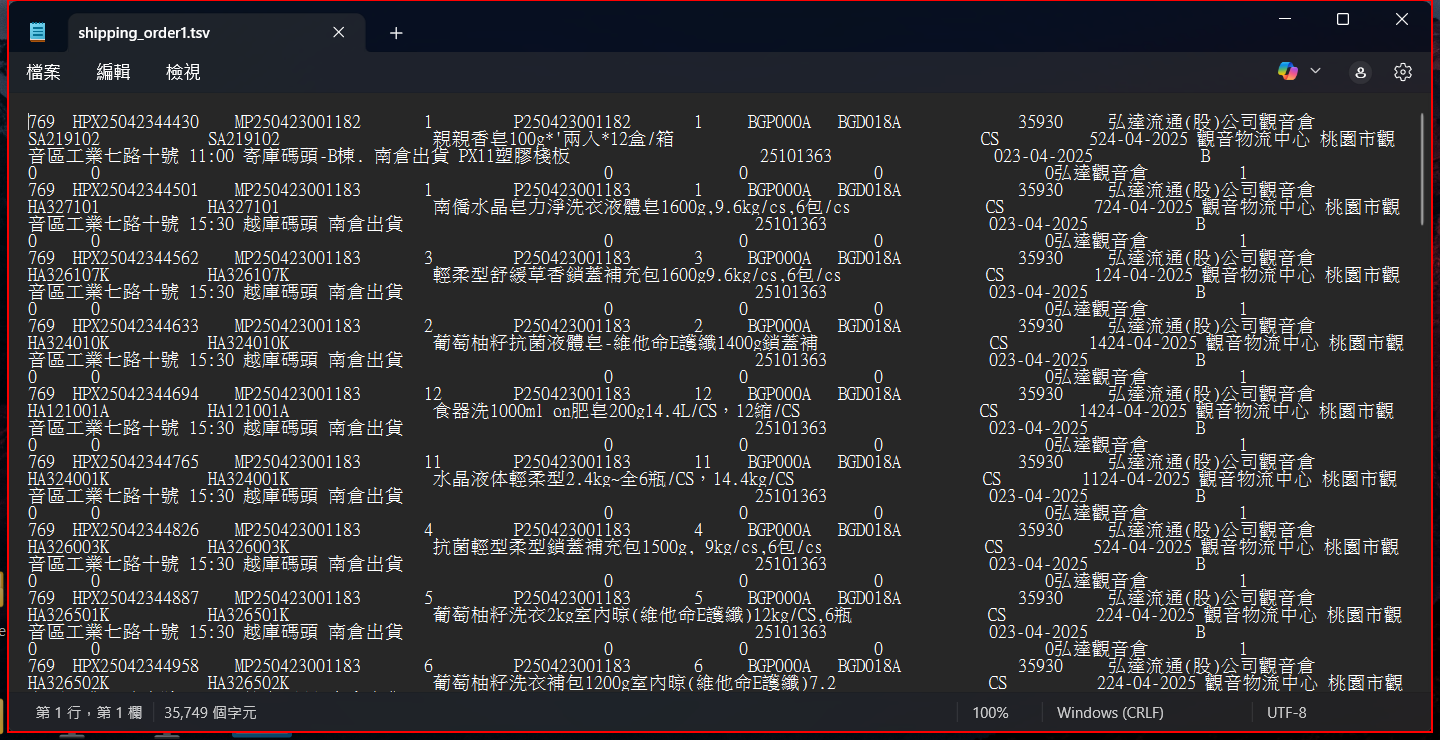 shipping_order1.tsv
檔案 編輯 檢視
769 HPX25042344430 MP250423001182 1 P250423001182 1 BGP000A BGD018A 35930 弘達流通(股)公司觀音倉
SA219102 SA219102 親親香皂100g*'兩入*12盒/箱 CS 524-04-2025 觀音物流中心 桃園市觀
音區工業七路十號 11:00 寄庫碼頭-B棟. 南倉出貨 PX11塑膠棧板 25101363 023-04-2025 B
0 0 0 0 0 0弘達觀音倉 1
769 HPX25042344501 MP250423001183 1 P250423001183 1 BGP000A BGD018A 35930 弘達流通(股)公司觀音倉
HA327101 HA327101 南僑水晶皂力淨洗衣液體皂1600g,9.6kg/cs,6包/cs CS 724-04-2025 觀音物流中心 桃園市觀
音區工業七路十號 15:30 越庫碼頭 南倉出貨 25101363 023-04-2025 B
0 0 0 0 0 0弘達觀音倉 1
769 HPX25042344562 MP250423001183 3 P250423001183 3 BGP000A BGD018A 35930 弘達流通(股)公司觀音倉
HA326107K HA326107K 輕柔型舒緩草香鎖蓋補充包1600g9.6kg/cs,6包/cs CS 124-04-2025 觀音物流中心 桃園市觀
音區工業七路十號 15:30 越庫碼頭 南倉出貨 25101363 023-04-2025 B
0 0 0 0 0 0弘達觀音倉 1
769 HPX25042344633 MP250423001183 2 P250423001183 2 BGP000A BGD018A 35930 弘達流通(股)公司觀音倉
HA324010K HA324010K 葡萄柚籽抗菌液體皂-維他命E護纖1400g鎖蓋補 CS 1424-04-2025 觀音物流中心 桃園市觀
音區工業七路十號 15:30 越庫碼頭 南倉出貨 25101363 023-04-2025 B
0 0 0 0 0 0弘達觀音倉 1
769 HPX25042344694 MP250423001183 12 P250423001183 12 BGP000A BGD018A 35930 弘達流通(股)公司觀音倉
HA121001A HA121001A 食器洗1000ml on肥皂200g14.4L/CS，12縮/CS CS 1424-04-2025 觀音物流中心 桃園市觀
音區工業七路十號 15:30 越庫碼頭 南倉出貨 25101363 023-04-2025 B
0 0 0 0 0 0弘達觀音倉 1
769 HPX25042344765 MP250423001183 11 P250423001183 11 BGP000A BGD018A 35930 弘達流通(股)公司觀音倉
HA324001K HA324001K 水晶液体輕柔型2.4kg~全6瓶/CS，14.4kg/CS CS 1124-04-2025 觀音物流中心 桃園市觀
音區工業七路十號 15:30 越庫碼頭 南倉出貨 25101363 023-04-2025 B
0 0 0 0 0 0弘達觀音倉 1
769 HPX25042344826 MP250423001183 4 P250423001183 4 BGP000A BGD018A 35930 弘達流通(股)公司觀音倉
HA326003K HA326003K 抗菌輕型柔型鎖蓋補充包1500g, 9kg/cs,6包/cs CS 524-04-2025 觀音物流中心 桃園市觀
音區工業七路十號 15:30 越庫碼頭 南倉出貨 25101363 023-04-2025 B
0 0 0 0 0 0弘達觀音倉 1
769 HPX25042344887 MP250423001183 5 P250423001183 5 BGP000A BGD018A 35930 弘達流通(股)公司觀音倉
HA326501K HA326501K 葡萄柚籽洗衣2kg室內晾(維他命E護纖)12kg/CS,6瓶 CS 224-04-2025 觀音物流中心 桃園市觀
音區工業七路十號 15:30 越庫碼頭 南倉出貨 25101363 023-04-2025 B
0 0 0 0 0 0弘達觀音倉 1
769 HPX25042344958 MP250423001183 6 P250423001183 6 BGP000A BGD018A 35930 弘達流通(股)公司觀音倉
HA326502K HA326502K 葡萄柚籽洗衣補包1200g室內晾(維他命E護纖)7.2 CS 224-04-2025 觀音物流中心 桃園市觀
第 1 行，第 1 欄 35,749 個字元 100% Windows (CRLF) UTF-8